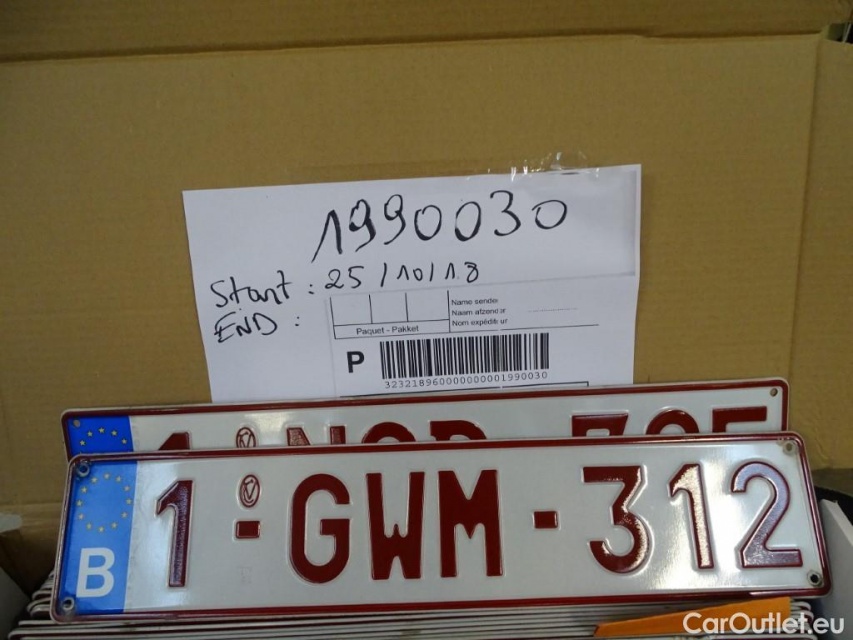 1990030
Start : 25/10/18
END :
Name sender
Naam afzender
Nom expéditeur
Paquet - Pakket
P
323218960000000001990030
B
1-GWM-312
CarOutlet.eu